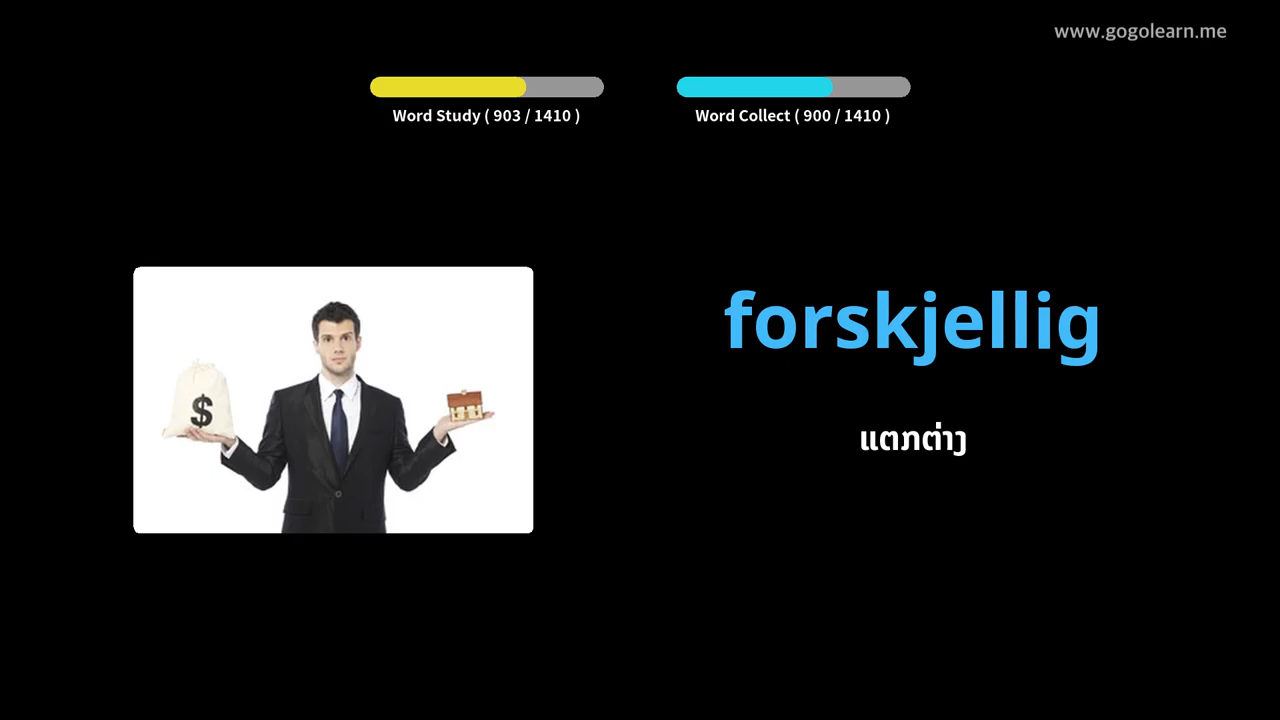 www.gogolearn.me
Word Study ( 903 / 1410 )
Word Collect ( 900 / 1410 )
$
forskjellig
ແຕກຕ່າງ